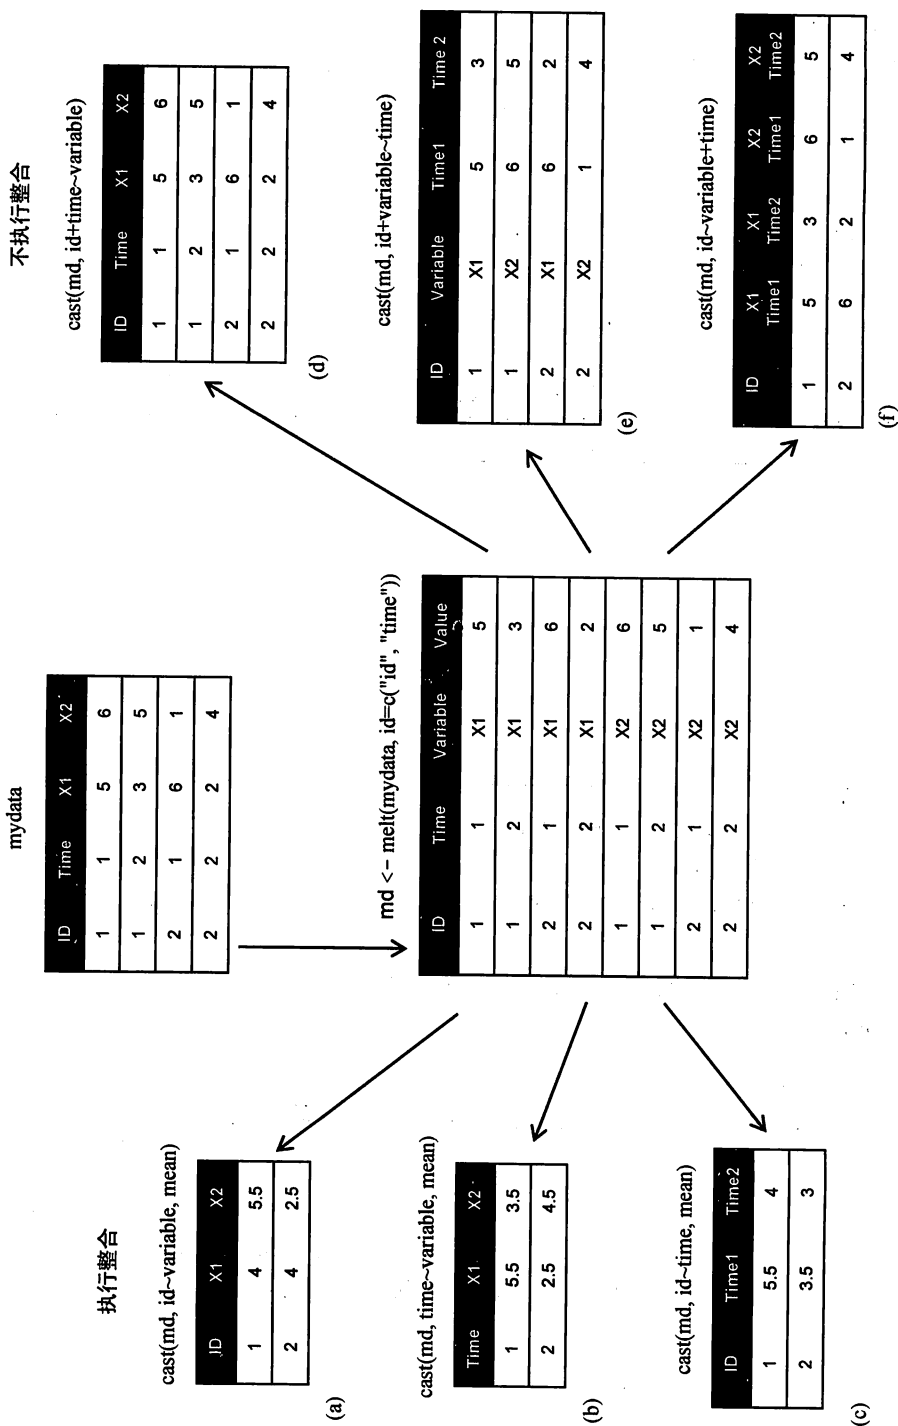 mydata
ID Time X1 X2
1 1 5 6
1 2 3 5
2 1 6 1
2 2 2 4
执行整合
不执行整合
md <- melt(mydata, id=c("id", "time"))
ID Time Variable Value
1 1 X1 5
1 2 X1 3
2 1 X1 6
2 2 X1 2
1 1 X2 6
1 2 X2 5
2 1 X2 1
2 2 X2 4
cast(md, id~variable, mean)
ID X1 X2
1 4 5.5
2 4 2.5
(a)
cast(md, time~variable, mean)
Time X1 X2
1 5.5 3.5
2 2.5 4.5
(b)
cast(md, id~time, mean)
ID Time1 Time2
1 5.5 4
2 3.5 3
(c)
cast(md, id+time~variable)
ID Time X1 X2
1 1 5 6
1 2 3 5
2 1 6 1
2 2 2 4
(d)
cast(md, id+variable~time)
ID Variable Time1 Time 2
1 X1 5 3
1 X2 6 5
2 X1 6 2
2 X2 1 4
(e)
cast(md, id~variable+time)
ID X1 Time1 X1 Time2 X2 Time1 X2 Time2
1 5 3 6 5
2 6 2 1 4
(f)